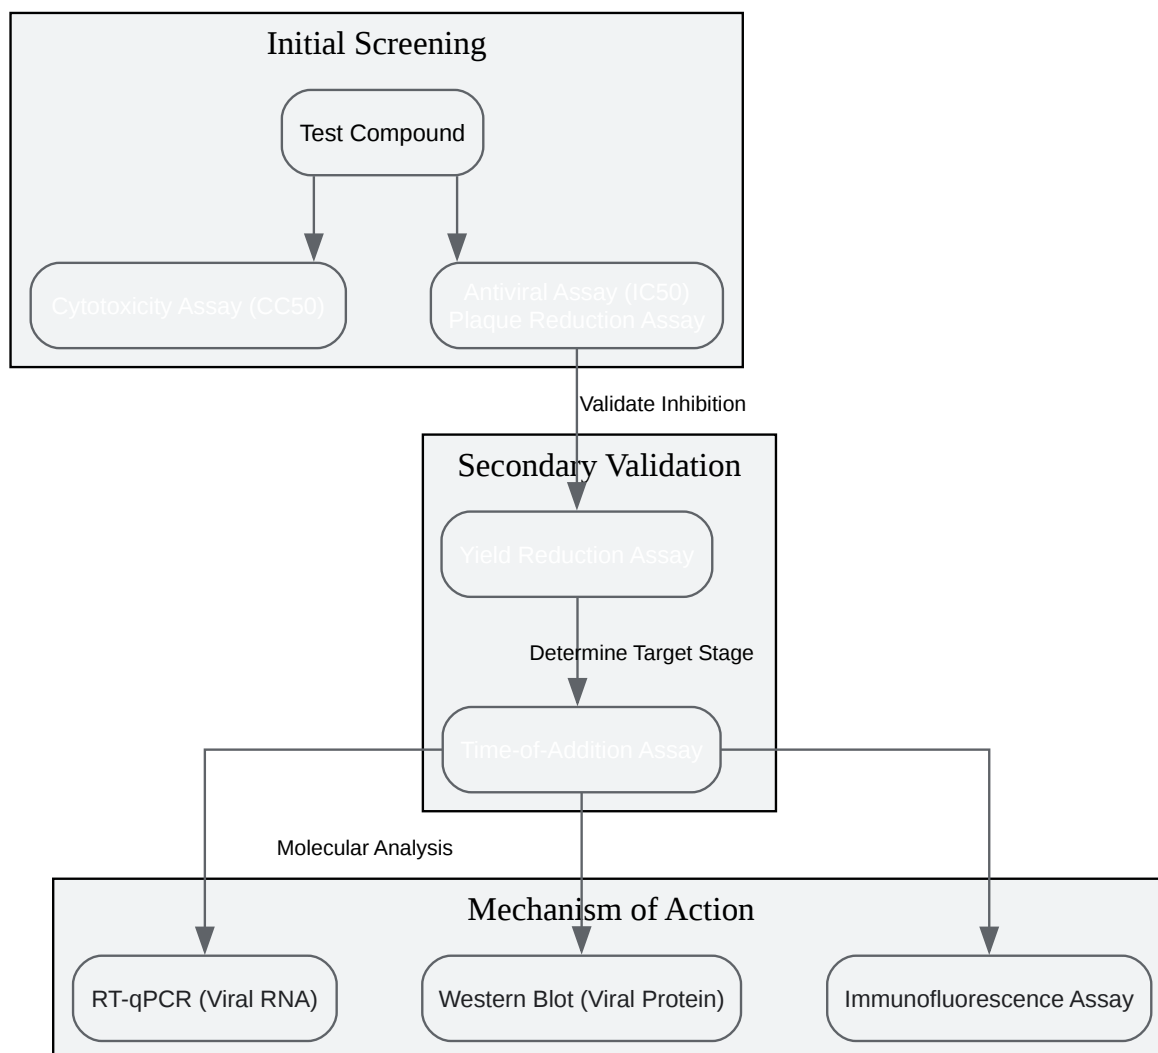 Initial Screening
Test Compound
Cytotoxicity Assay (CC50)
Antiviral Assay (IC50)
Plaque Reduction Assay
Validate Inhibition
Secondary Validation
Yield Reduction Assay
Determine Target Stage
Time-of-Addition Assay
Molecular Analysis
Mechanism of Action
RT-qPCR (Viral RNA)
Western Blot (Viral Protein)
Immunofluorescence Assay